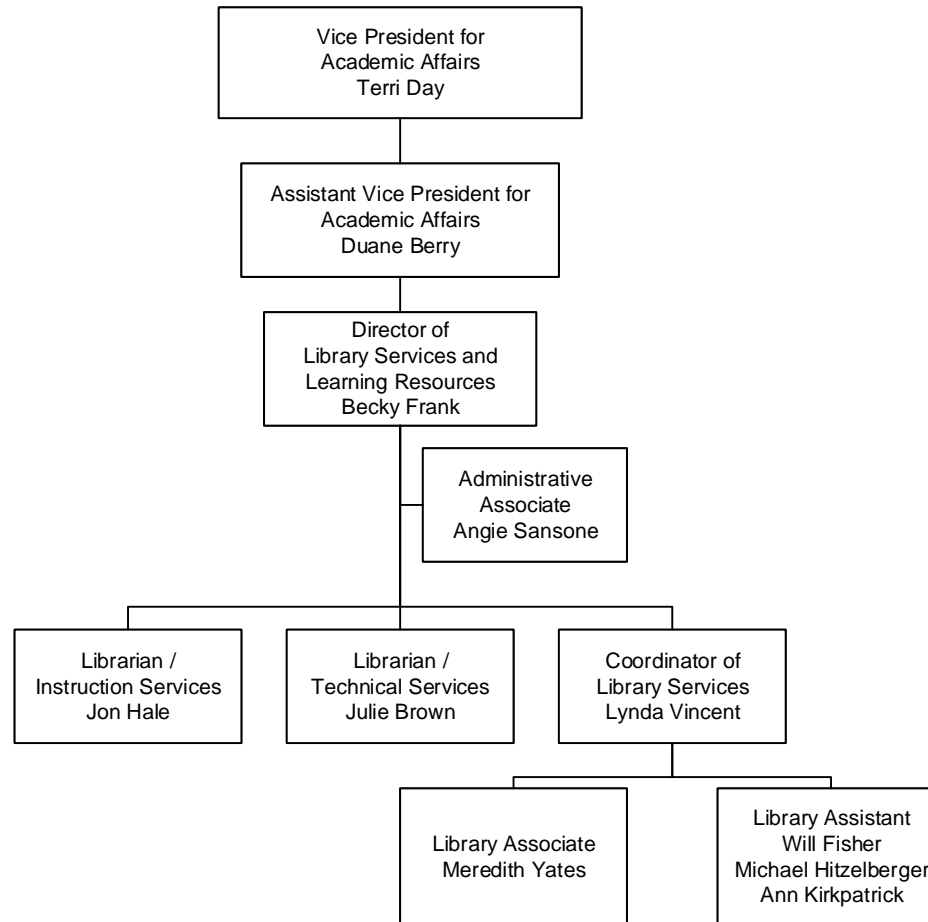 Vice President for
Academic Affairs
Terri Day
Assistant Vice President for
Academic Affairs
Duane Berry
Director of
Library Services and
Learning Resources
Becky Frank
Administrative
Associate
Angie Sansone
Librarian /
Instruction Services
Jon Hale
Librarian /
Technical Services
Julie Brown
Coordinator of
Library Services
Lynda Vincent
Library Associate
Meredith Yates
Library Assistant
Will Fisher
Michael Hitzelberger
Ann Kirkpatrick